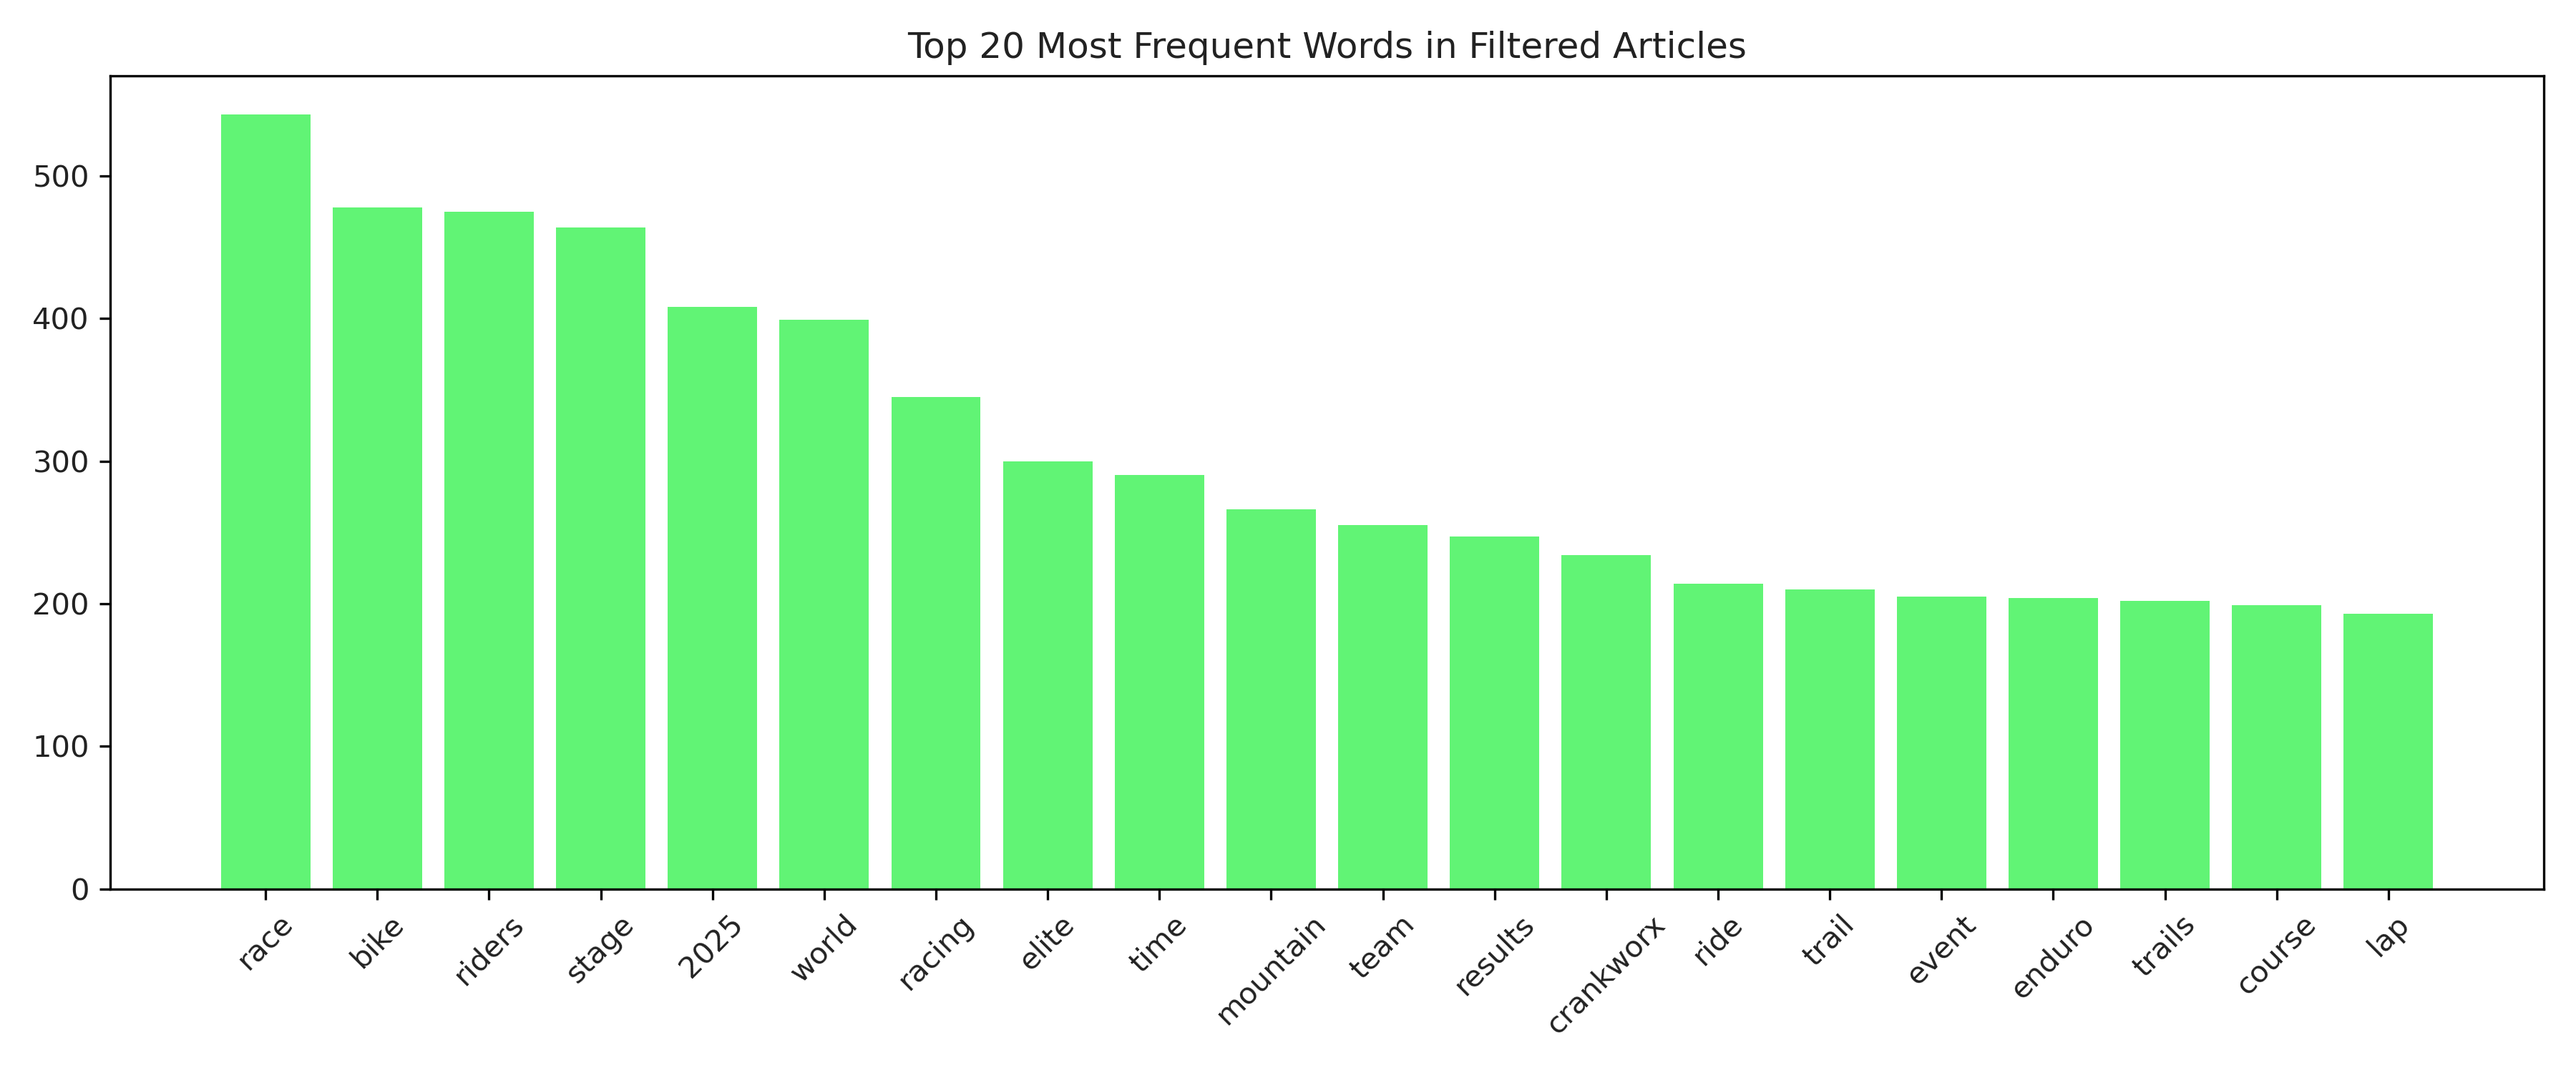 Top 20 Most Frequent Words in Filtered Articles
500
400
300
200
100
0
race
bike
riders
stage
2025
world
racing
elite
time
mountain
team
results
crankworx
ride
trail
event
enduro
trails
course
lap